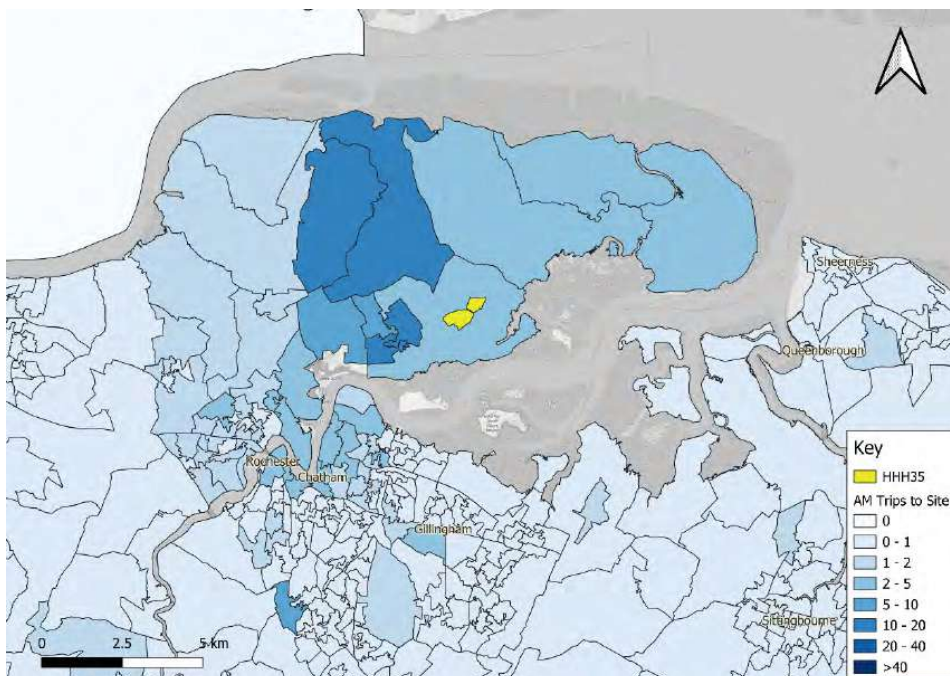 Sheerness
Queenborough
Rochester
Chatham
Gillingham
Sittingbourne
Key
HHH35
AM Trips to Site
0
0 - 1
1 - 2
2 - 5
5 - 10
10 - 20
20 - 40
>40
0 2.5 5 km